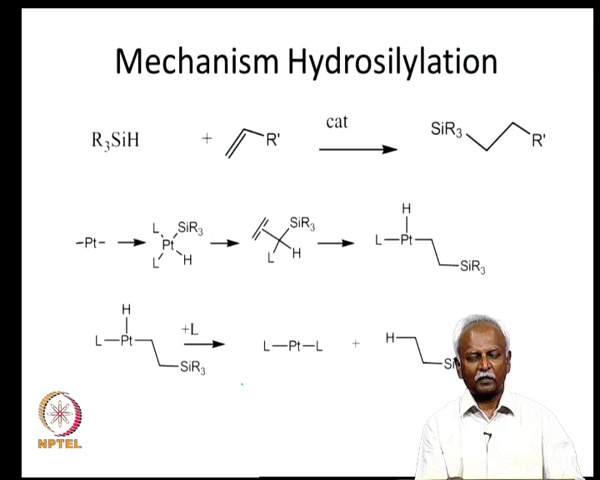 Mechanism Hydrosilylation
R3SiH + R' cat SiR3 R'
-Pt- L SiR3 Pt L H SiR3 L H H L-Pt SiR3
H L-Pt SiR3 +L L-Pt-L + H
NPTEL